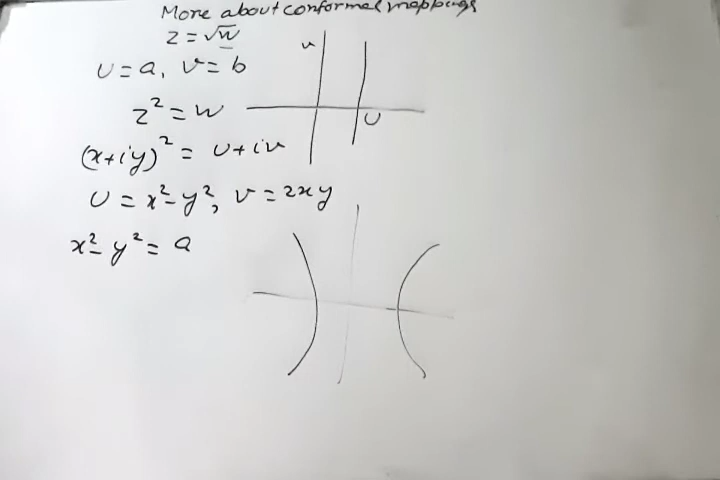 More about conformal mappings
z = √w
u = a, v = b
z² = w
v
u
(x+iy)² = u+iv
u = x²-y², v = 2xy
x²-y² = a